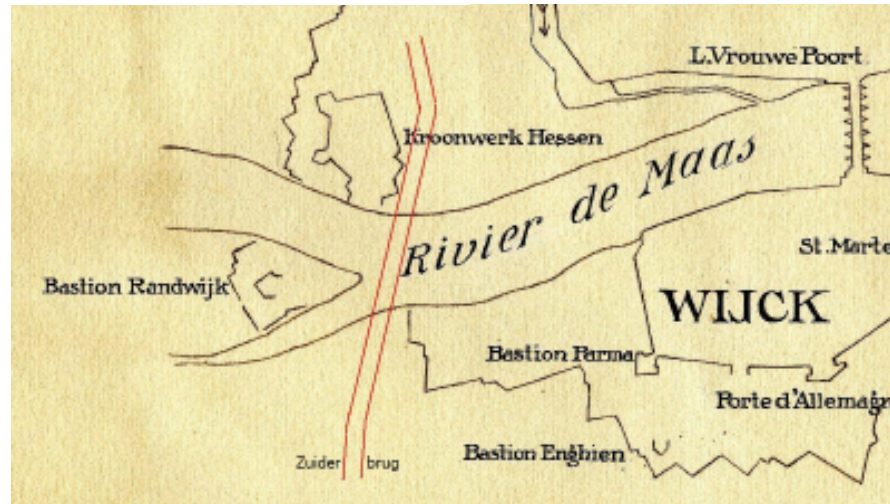 L.Vrouwe Poort.
Kroonwerk Hessen
Rivier de Maas
St. Marte
Bastion Randwijk
WIJCK
Bastion Parma
Porte d'Allemagn
Bastion Enghien
Zuider brug